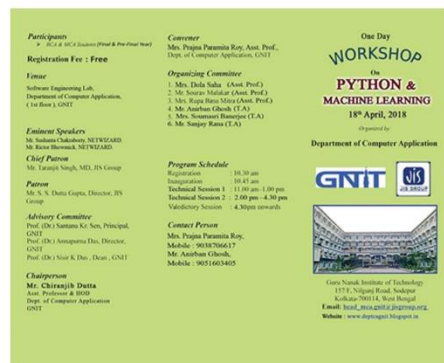 Participants
➤ BCA & MCA Students (Final & Pre-Final Year)
Registration Fee : Free
Venue
Software Engineering Lab,
Department of Computer Application,
( 1st floor ), GNIT
Eminent Speakers
Mr. Sushanta Chakraborty, NETWIZARD.
Mr. Rictor Bhowmick, NETWIZARD.
Chief Patron
Mr. Taranjit Singh, MD, JIS Group
Patron
Mr. S. S. Dutta Gupta, Director, JIS
Group
Advisory Committee
Prof. (Dr.) Santanu Kr. Sen, Principal,
GNIT
Prof. (Dr.) Annapurna Das, Director,
GNIT
Prof. (Dr.) Sisir K Das , Dean , GNIT
Chairperson
Mr. Chiranjib Dutta
Asst. Professor & HOD
Dept. of Computer Application
GNIT
Convener
Mrs. Prajna Paramita Roy, Asst. Prof.,
Dept. of Computer Application, GNIT
Organizing Committee
1. Mrs. Dola Saha (Asst. Prof.)
2. Mr. Sourav Malakar (Asst. Prof.)
3. Mrs. Rupa Basu Mitra (Asst. Prof.)
4. Mr. Anirban Ghosh (T.A)
5. Mrs. Soumasri Banerjee (T.A)
6. Mr. Sanjay Rana (T.A)
Program Schedule
Registration : 10.30 am
Inauguration : 10.45 am
Technical Session 1 : 11.00 am–1.00 pm
Technical Session 2 : 2.00 pm –4.30 pm
Valedictory Session : 4.30pm onwards
Contact Person
Mrs. Prajna Paramita Roy,
Mobile : 9038706617
Mr. Anirban Ghosh,
Mobile : 9051603405
One Day
WORKSHOP
On
PYTHON &
MACHINE LEARNING
18th April, 2018
Organized by
Department of Computer Application
GNIT
JIS
JIS GROUP
Guru Nanak Institute of Technology
157/F, Nilgunj Road, Sodepur
Kolkata-700114, West Bengal
Email: head_mca.gnit@jisgroup.org
Website : www.deptcagnit.blogspot.in